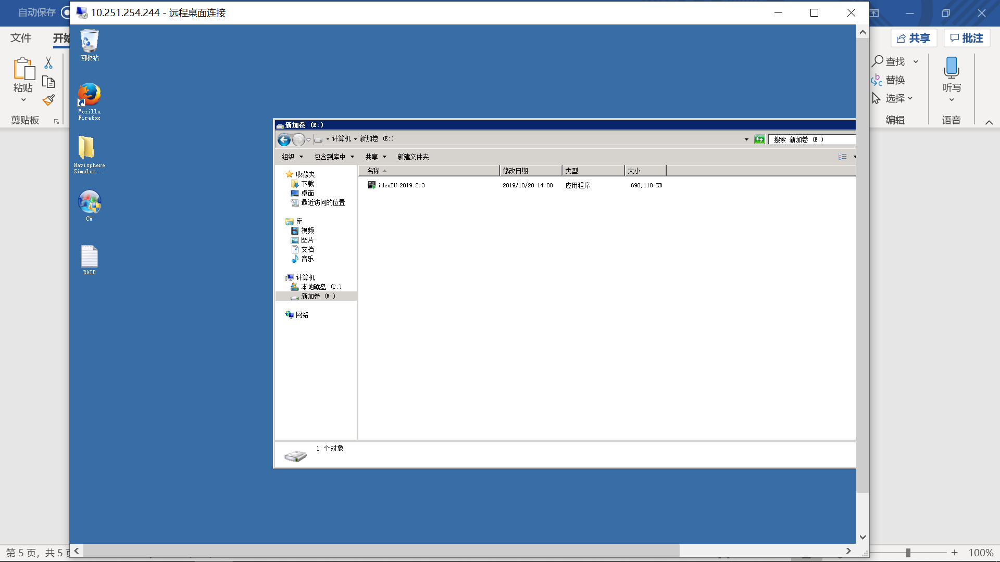 自动保存
10.251.254.244 - 远程桌面连接
文件
开始
共享
批注
粘贴
剪贴板
查找
替换
选择
编辑
听写
语音
回收站
Mozilla
Firefox
Navisphere
Simulat...
CW
RAID
新加卷 (E:)
计算机
新加卷 (E:)
搜索 新加卷 (E:)
组织
包含到库中
共享
新建文件夹
名称
修改日期
类型
大小
ideaIU-2019.2.3
2019/10/20 14:00
应用程序
690,118 KB
收藏夹
下载
桌面
最近访问的位置
库
视频
图片
文档
音乐
计算机
本地磁盘 (C:)
新加卷 (E:)
网络
1 个对象
第 5 页，共 5 页
100%